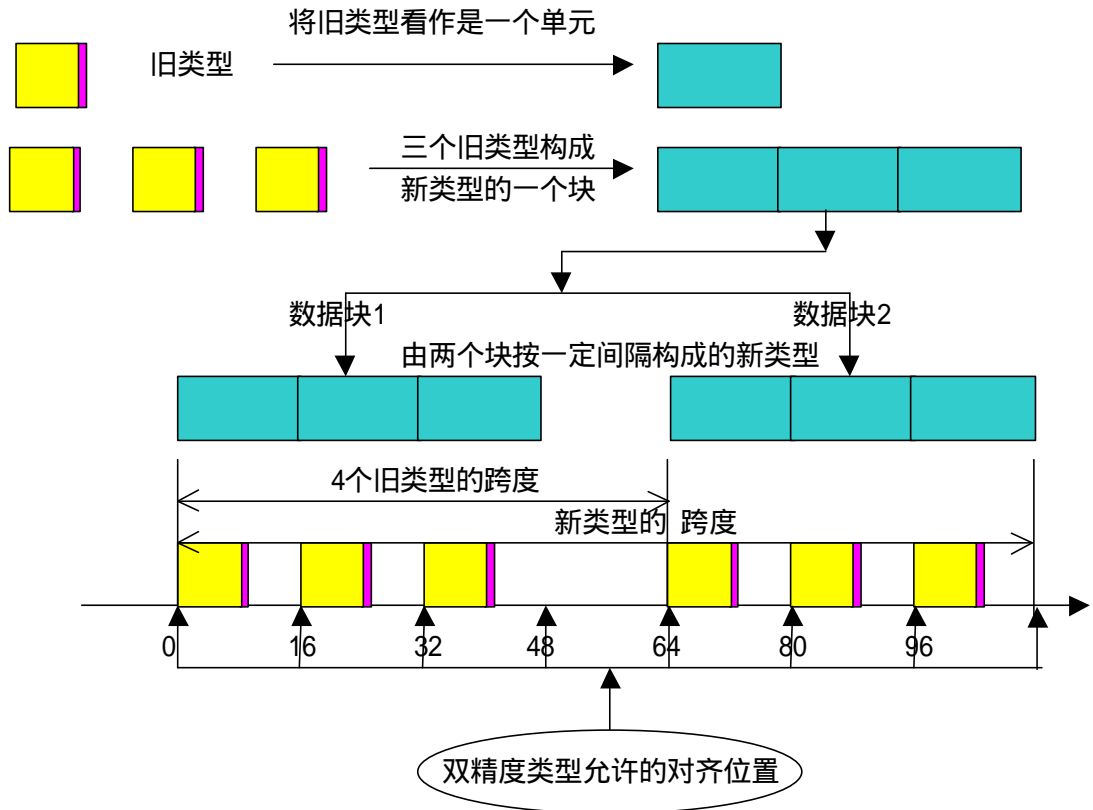 将旧类型看作是一个单元
旧类型
三个旧类型构成
新类型的一个块
数据块1
数据块2
由两个块按一定间隔构成的新类型
4个旧类型的跨度
新类型的 跨度
0 16 32 48 64 80 96
双精度类型允许的对齐位置